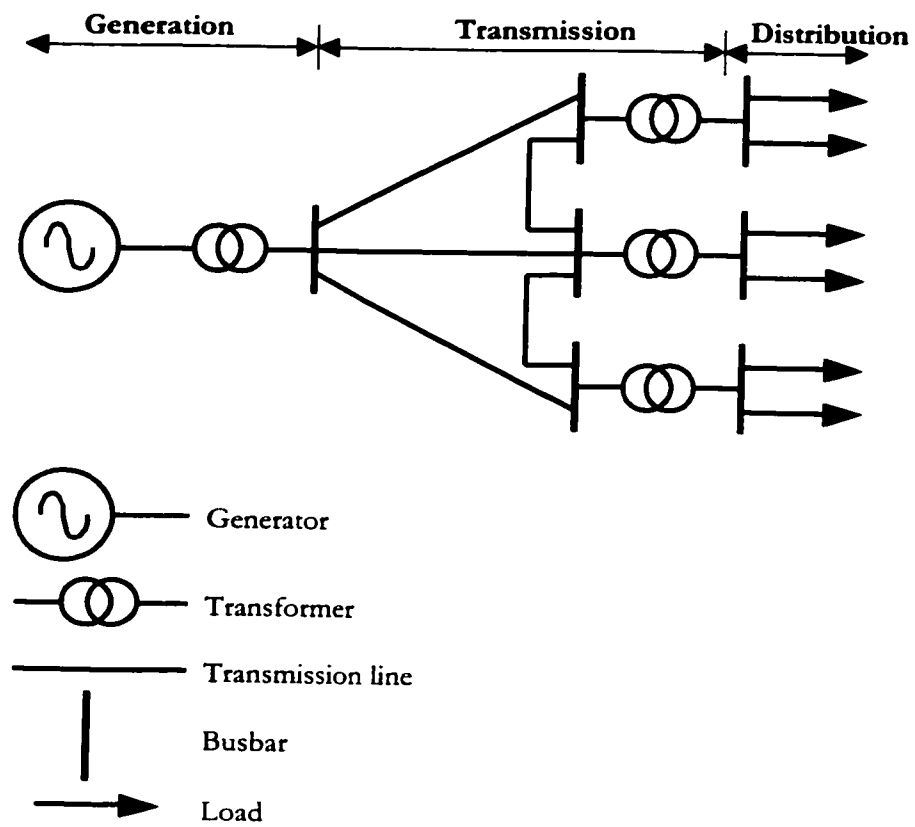 Generation
Transmission
Distribution
Generator
Transformer
Transmission line
Busbar
Load